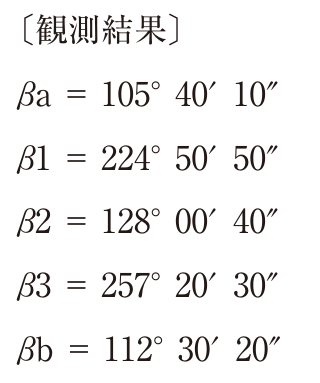 〔観測結果〕
βa = 105° 40′ 10″
β1 = 224° 50′ 50″
β2 = 128° 00′ 40″
β3 = 257° 20′ 30″
βb = 112° 30′ 20″